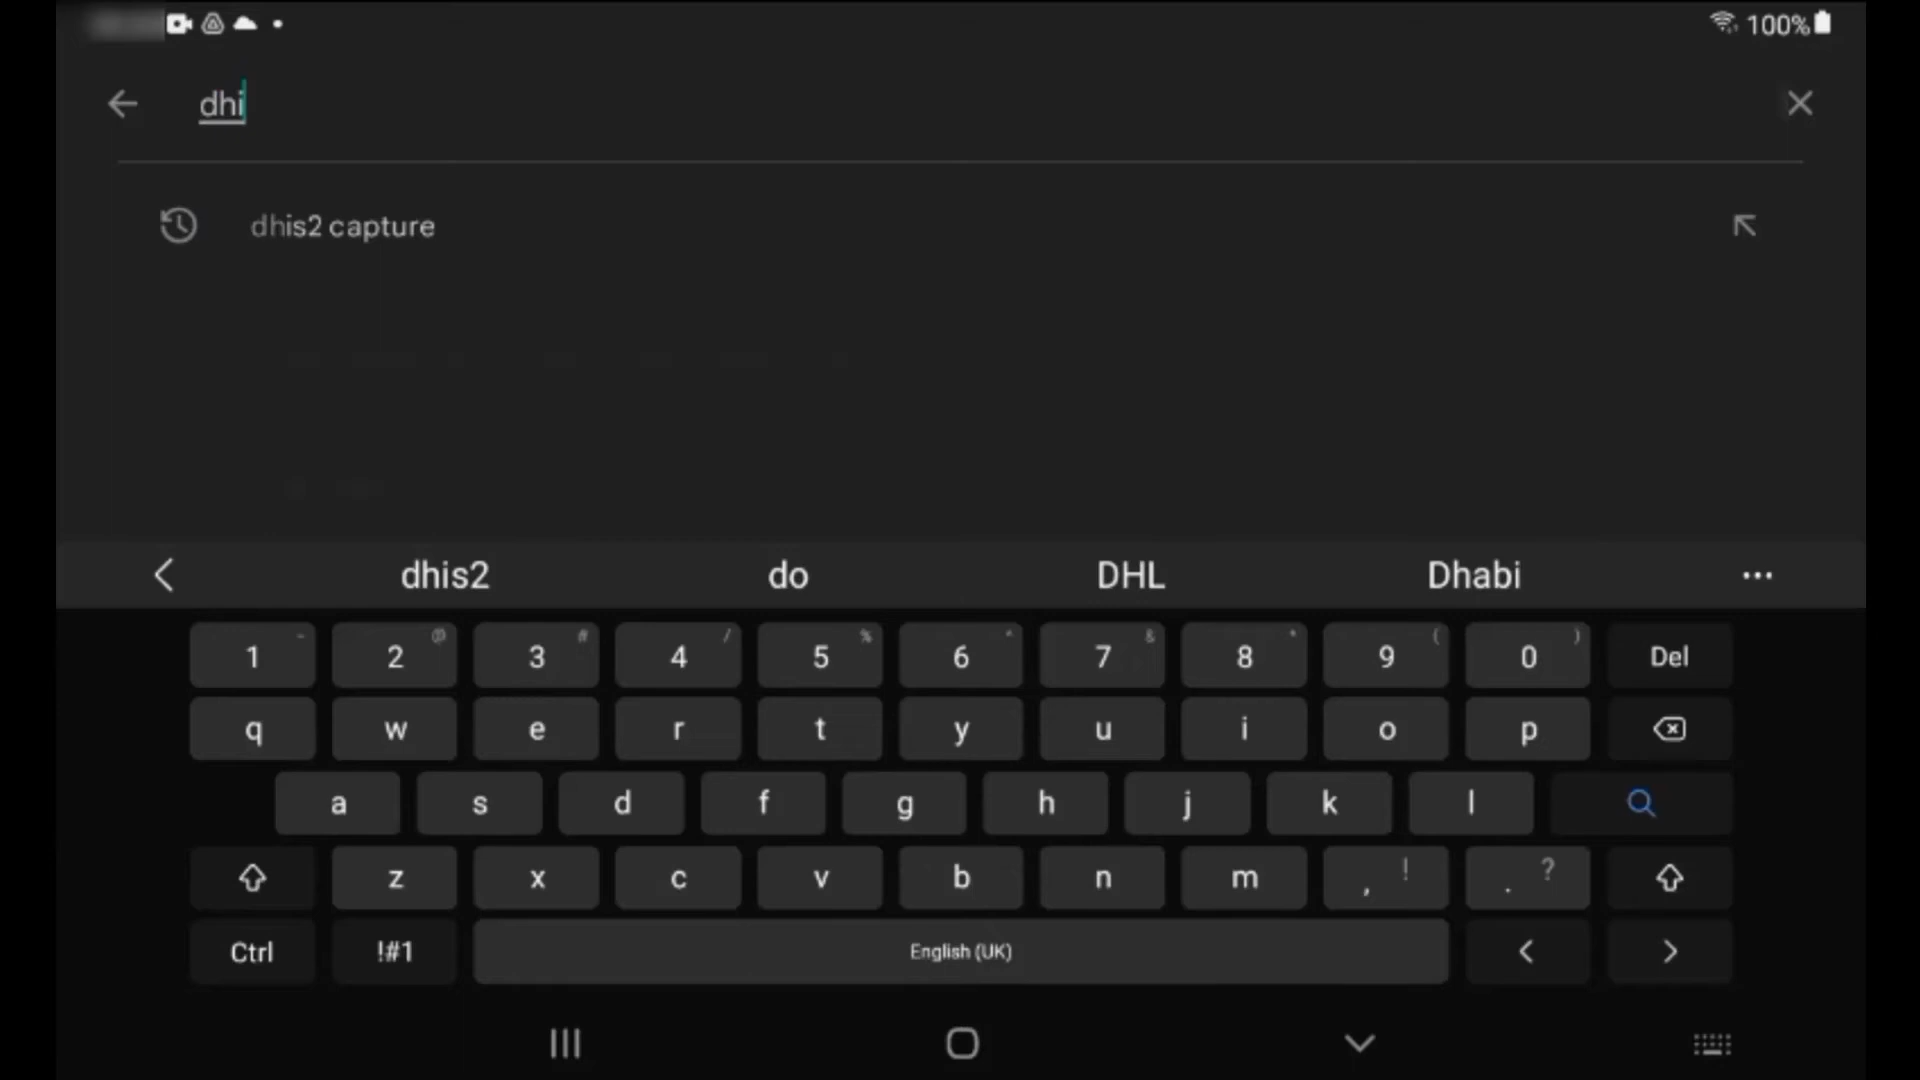 100%
dhi
dhis2 capture
dhis2 do DHL Dhabi ...
1 2 @ 3 # 4 / 5 % 6 ^ 7 & 8 * 9 ( 0 ) Del
q w e r t y u i o p
a s d f g h j k l
z x c v b n m , ! . ?
Ctrl !#1 English (UK) < >